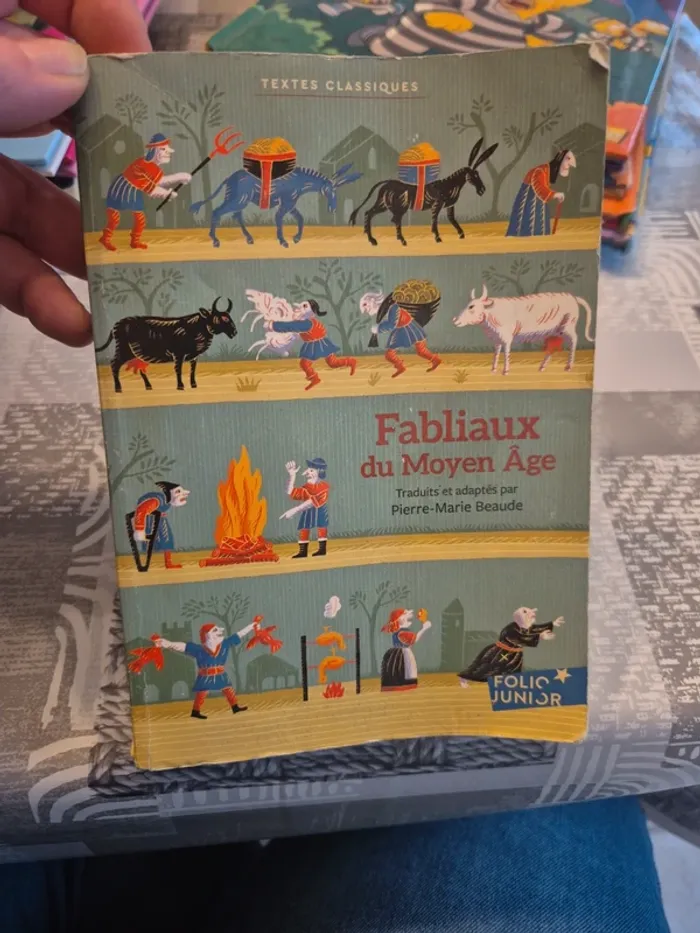 TEXTES CLASSIQUES
Fabliaux
du Moyen Âge
Traduits et adaptés par
Pierre-Marie Beaude
FOLIO
JUNIOR